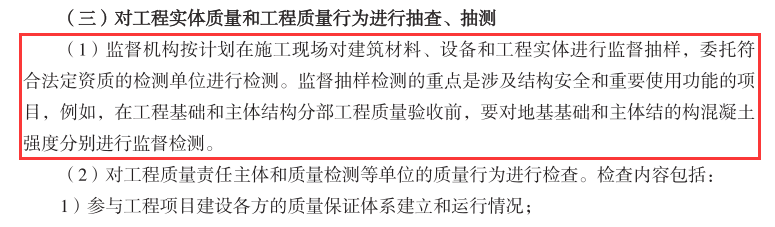 （三）对工程实体质量和工程质量行为进行抽查、抽测
（1）监督机构按计划在施工现场对建筑材料、设备和工程实体进行监督抽样，委托符
合法定资质的检测单位进行检测。监督抽样检测的重点是涉及结构安全和重要使用功能的项
目，例如，在工程基础和主体结构分部工程质量验收前，要对地基基础和主体结的构混凝土
强度分别进行监督检测。
（2）对工程质量责任主体和质量检测等单位的质量行为进行检查。检查内容包括：
1）参与工程项目建设各方的质量保证体系建立和运行情况；